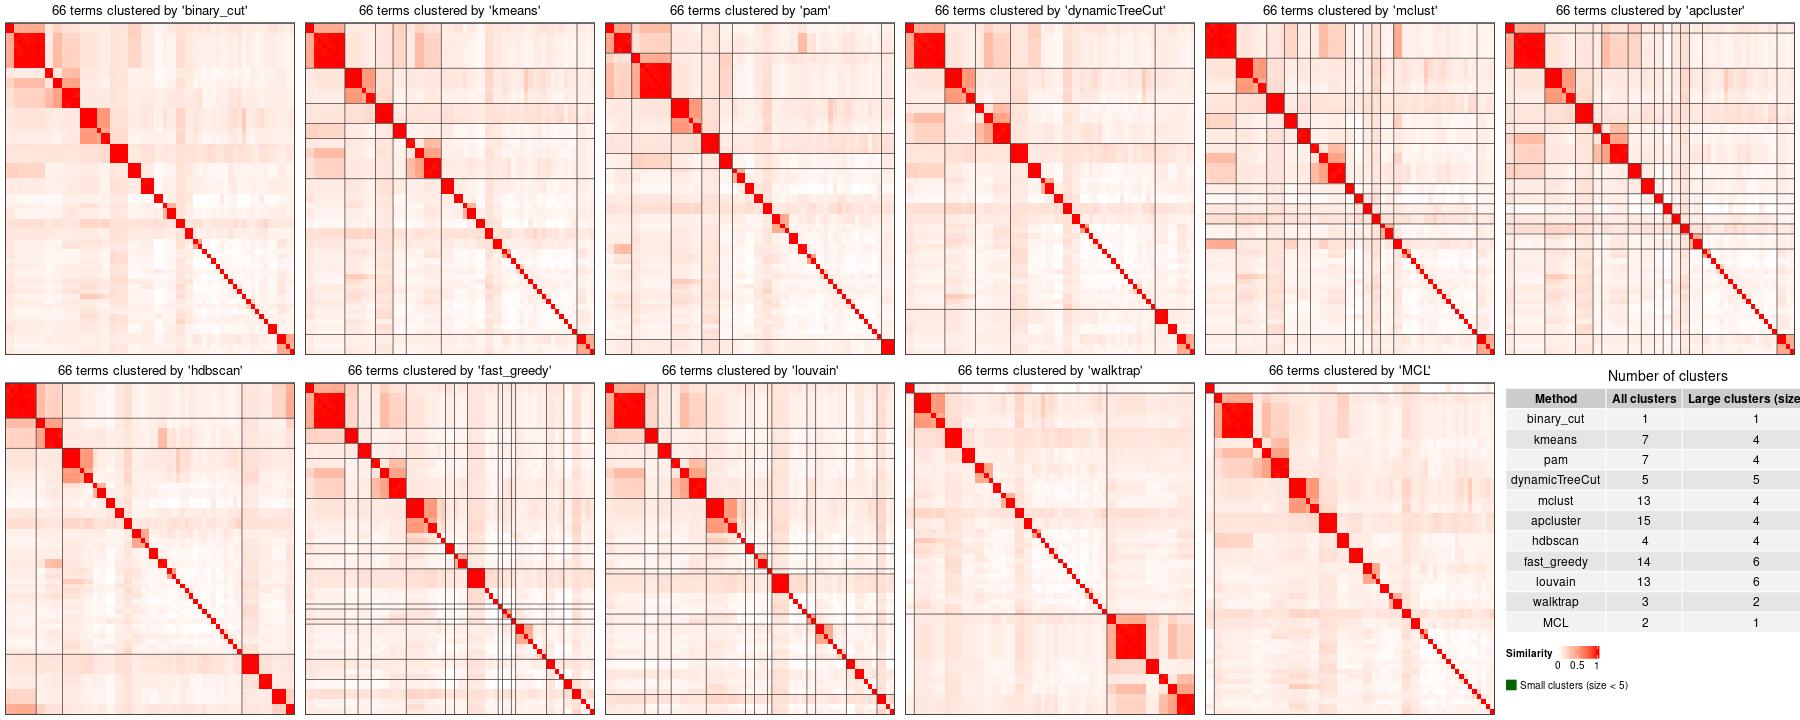 66 terms clustered by 'binary_cut'
66 terms clustered by 'kmeans'
66 terms clustered by 'pam'
66 terms clustered by 'dynamicTreeCut'
66 terms clustered by 'mclust'
66 terms clustered by 'apcluster'
66 terms clustered by 'hdbscan'
66 terms clustered by 'fast_greedy'
66 terms clustered by 'louvain'
66 terms clustered by 'walktrap'
66 terms clustered by 'MCL'
Number of clusters
Method All clusters Large clusters (size
binary_cut 1 1
kmeans 7 4
pam 7 4
dynamicTreeCut 5 5
mclust 13 4
apcluster 15 4
hdbscan 4 4
fast_greedy 14 6
louvain 13 6
walktrap 3 2
MCL 2 1
Similarity
0 0.5 1
Small clusters (size < 5)